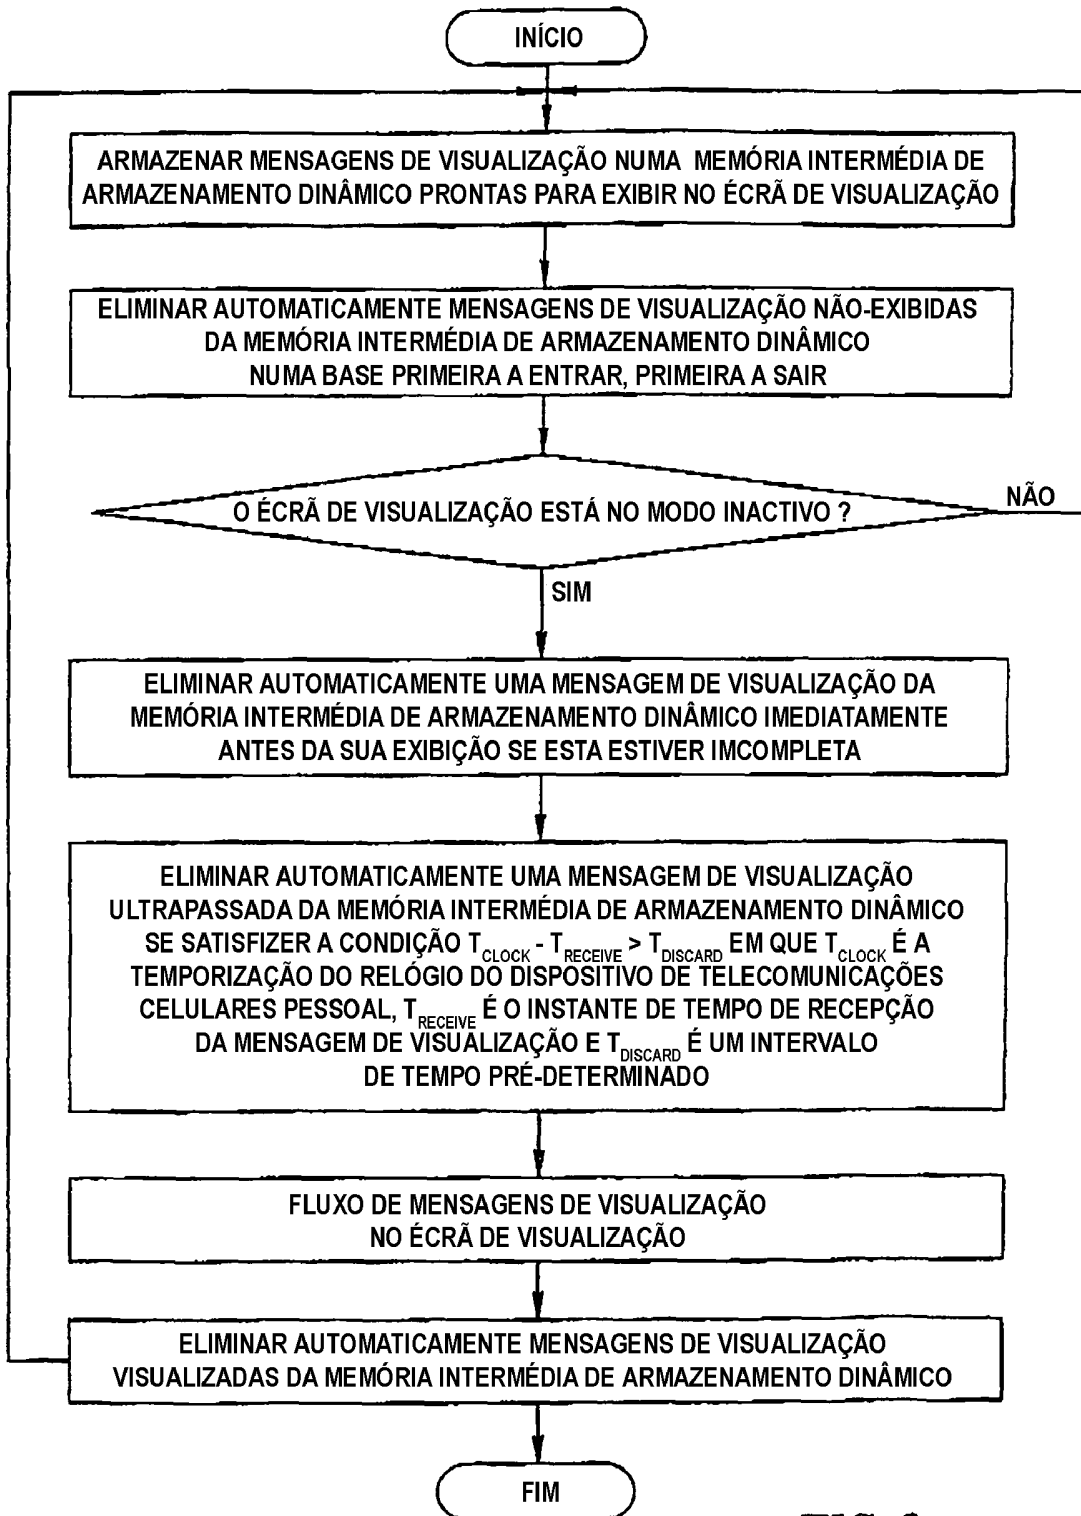 INÍCIO
ARMAZENAR MENSAGENS DE VISUALIZAÇÃO NUMA MEMÓRIA INTERMÉDIA DE
ARMAZENAMENTO DINÂMICO PRONTAS PARA EXIBIR NO ÉCRÃ DE VISUALIZAÇÃO
ELIMINAR AUTOMATICAMENTE MENSAGENS DE VISUALIZAÇÃO NÃO-EXIBIDAS
DA MEMÓRIA INTERMÉDIA DE ARMAZENAMENTO DINÂMICO
NUMA BASE PRIMEIRA A ENTRAR, PRIMEIRA A SAIR
O ÉCRÃ DE VISUALIZAÇÃO ESTÁ NO MODO INACTIVO ?
NÃO
SIM
ELIMINAR AUTOMATICAMENTE UMA MENSAGEM DE VISUALIZAÇÃO DA
MEMÓRIA INTERMÉDIA DE ARMAZENAMENTO DINÂMICO IMEDIATAMENTE
ANTES DA SUA EXIBIÇÃO SE ESTA ESTIVER IMCOMPLETA
ELIMINAR AUTOMATICAMENTE UMA MENSAGEM DE VISUALIZAÇÃO
ULTRAPASSADA DA MEMÓRIA INTERMÉDIA DE ARMAZENAMENTO DINÂMICO
SE SATISFIZER A CONDIÇÃO T_CLOCK - T_RECEIVE > T_DISCARD EM QUE T_CLOCK É A
TEMPORIZAÇÃO DO RELÓGIO DO DISPOSITIVO DE TELECOMUNICAÇÕES
CELULARES PESSOAL, T_RECEIVE É O INSTANTE DE TEMPO DE RECEPÇÃO
DA MENSAGEM DE VISUALIZAÇÃO E T_DISCARD É UM INTERVALO
DE TEMPO PRÉ-DETERMINADO
FLUXO DE MENSAGENS DE VISUALIZAÇÃO
NO ÉCRÃ DE VISUALIZAÇÃO
ELIMINAR AUTOMATICAMENTE MENSAGENS DE VISUALIZAÇÃO
VISUALIZADAS DA MEMÓRIA INTERMÉDIA DE ARMAZENAMENTO DINÂMICO
FIM